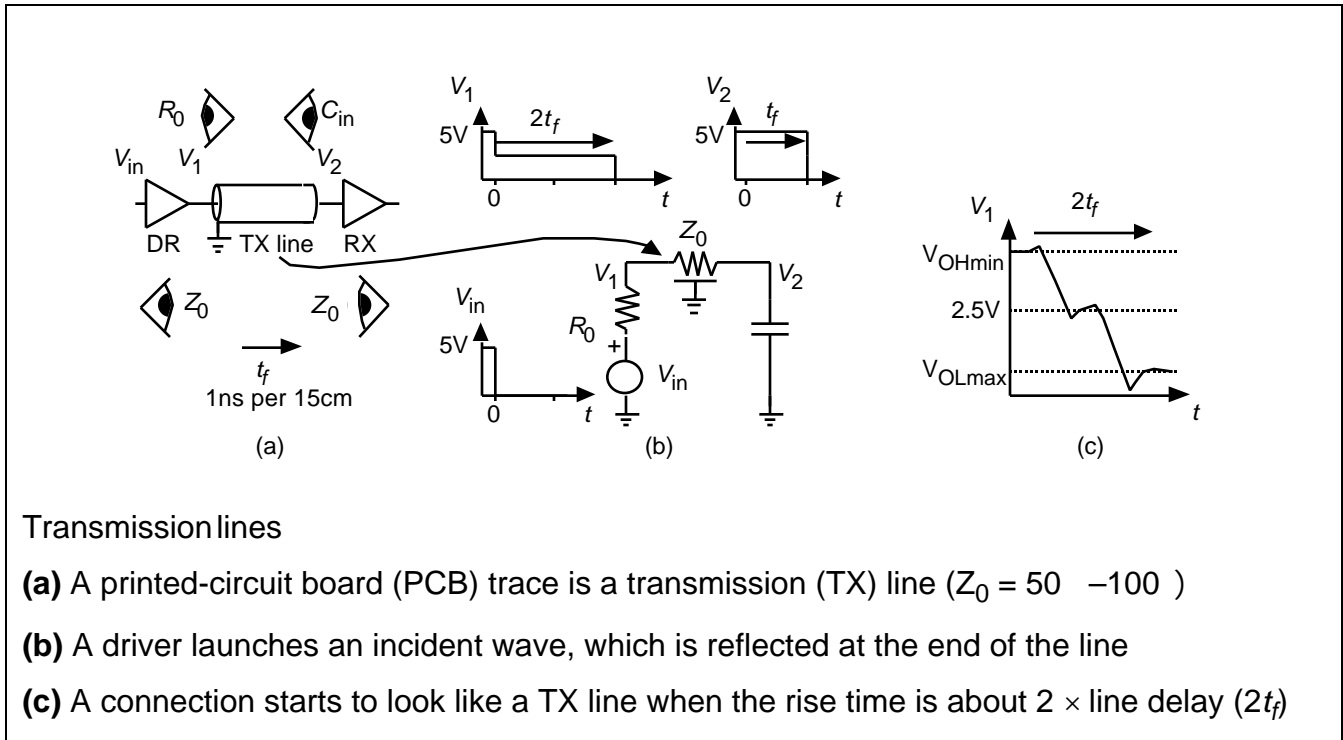 R0
Cin
Vin
V1
V2
DR
TX line
RX
Z0
Z0
tf
1ns per 15cm
(a)
V1
5V
2tf
0
t
V2
5V
tf
0
t
Z0
V1
V2
R0
+
Vin
Vin
5V
0
t
(b)
V1
2tf
VOHmin
2.5V
VOLmax
t
(c)
Transmission lines
(a) A printed-circuit board (PCB) trace is a transmission (TX) line (Z0 = 50 –100 )
(b) A driver launches an incident wave, which is reflected at the end of the line
(c) A connection starts to look like a TX line when the rise time is about 2 × line delay (2tf)